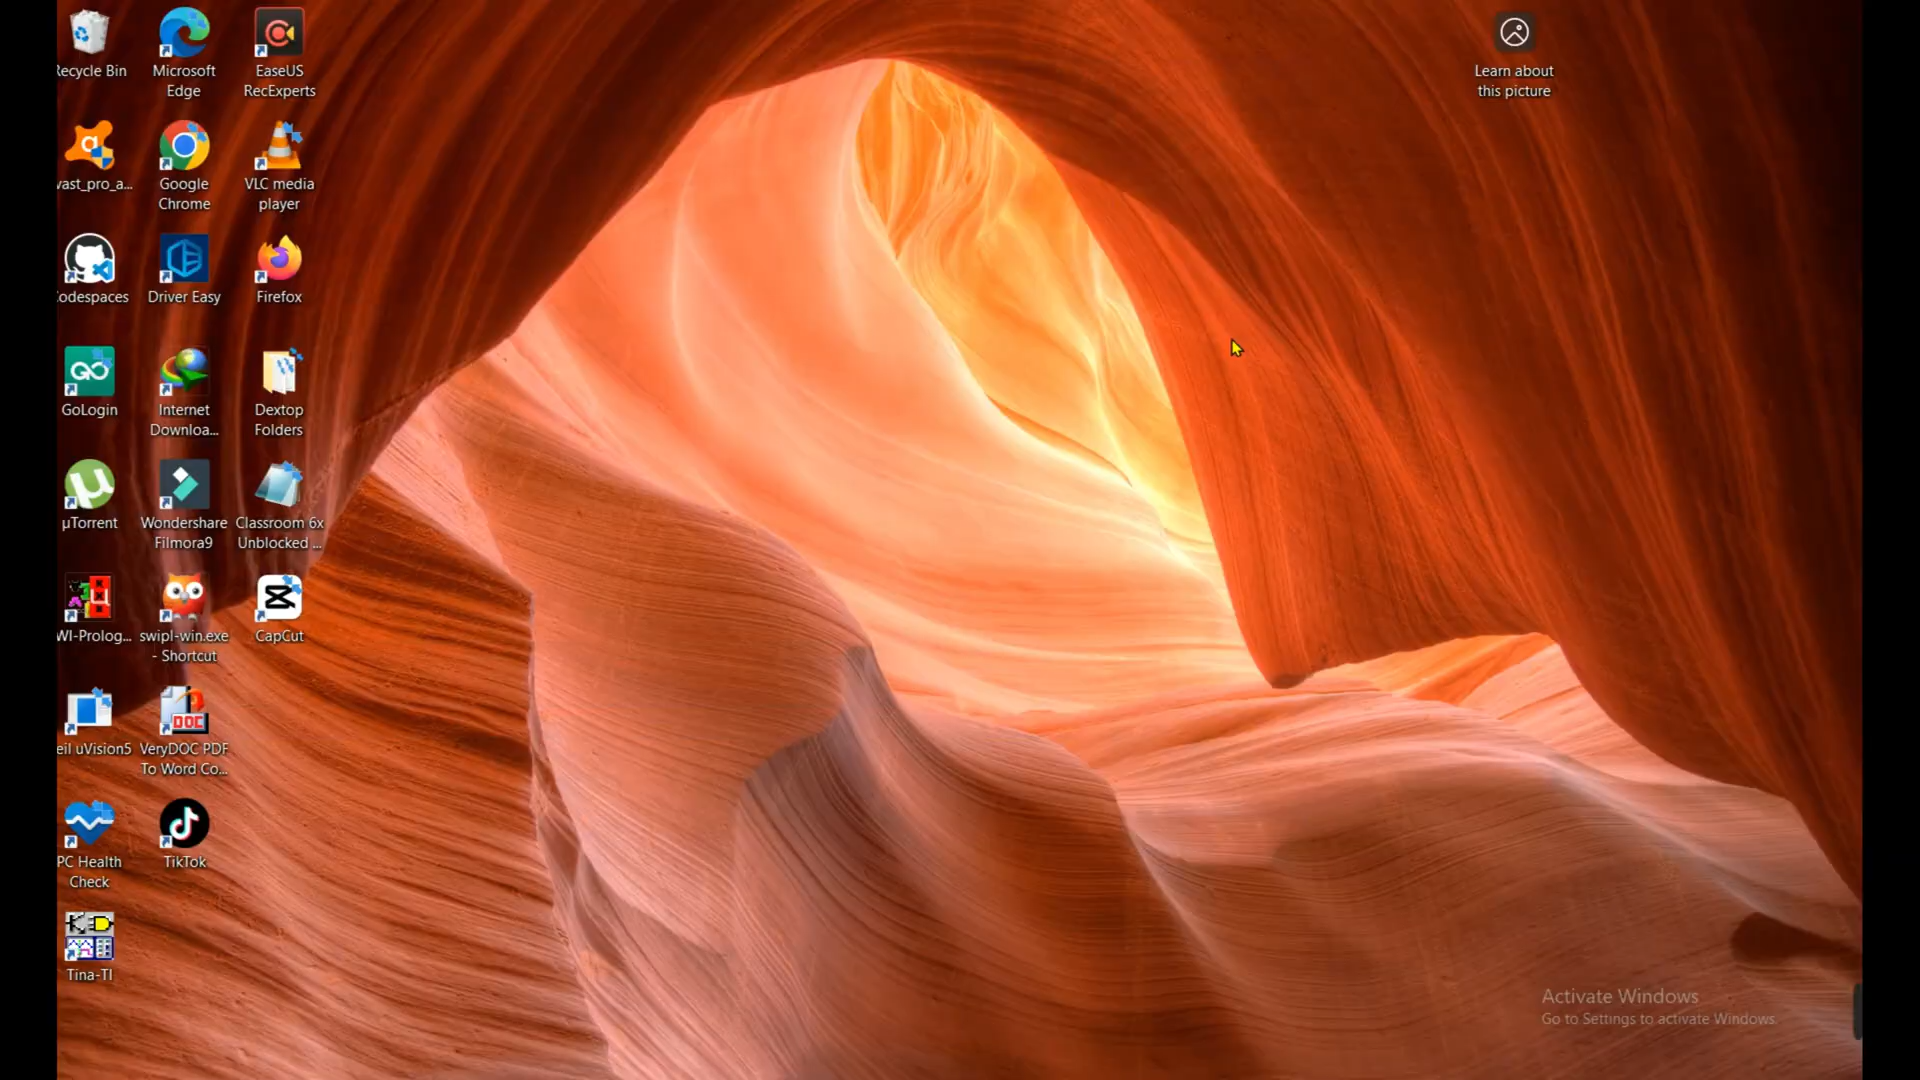 Recycle Bin
Microsoft
Edge
EaseUS
RecExperts
Learn about
this picture
vast_pro_a...
Google
Chrome
VLC media
player
Codespaces
Driver Easy
Firefox
GoLogin
Internet
Downloa...
Dextop
Folders
µTorrent
Wondershare
Filmora9
Classroom 6x
Unblocked ...
WI-Prolog...
swipl-win.exe
- Shortcut
CapCut
eil uVision5
VeryDOC PDF
To Word Co...
DOC
PC Health
Check
TikTok
Tina-TI
Activate Windows
Go to Settings to activate Windows.